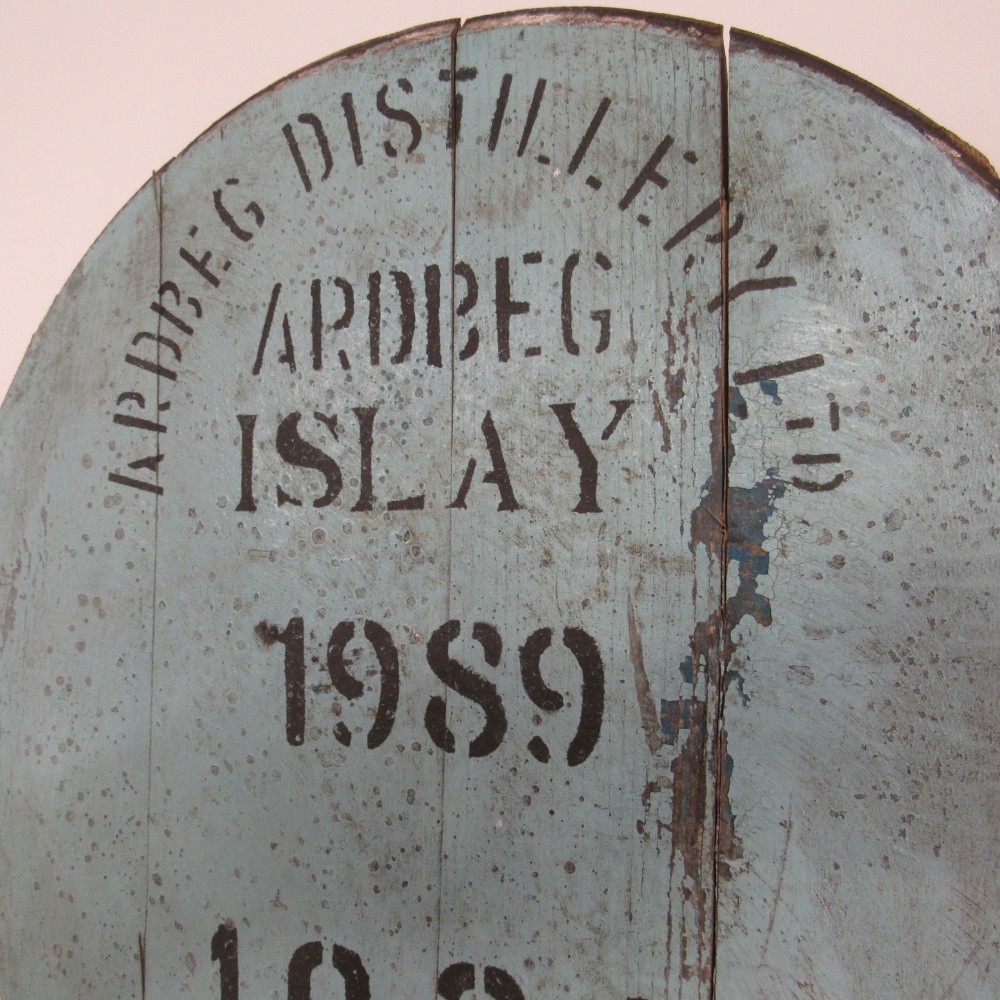 ARDBEG DISTILLERY LTD
ARDBEG
ISLAY
1989